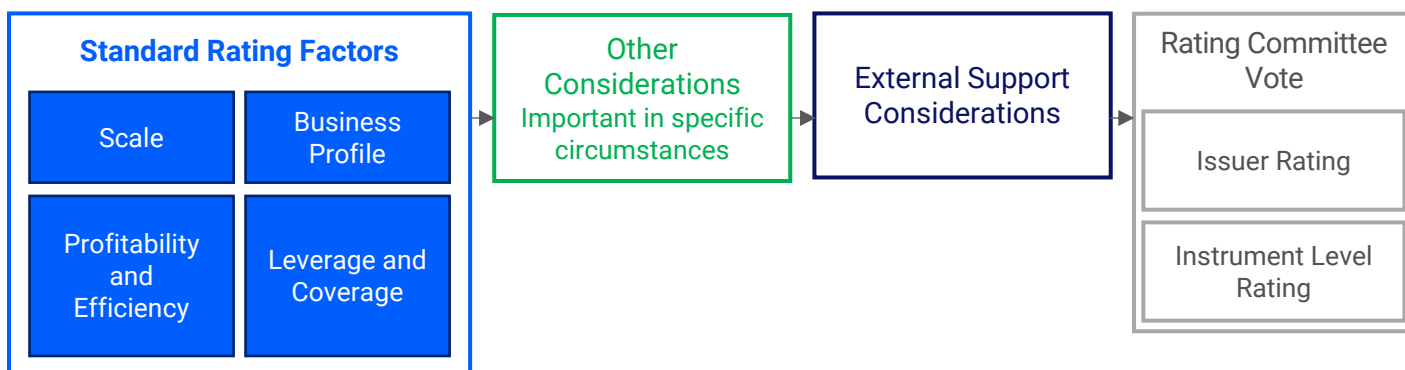 Standard Rating Factors
Scale
Business
Profile
Profitability
and
Efficiency
Leverage and
Coverage
Other
Considerations
Important in specific
circumstances
External Support
Considerations
Rating Committee
Vote
Issuer Rating
Instrument Level
Rating